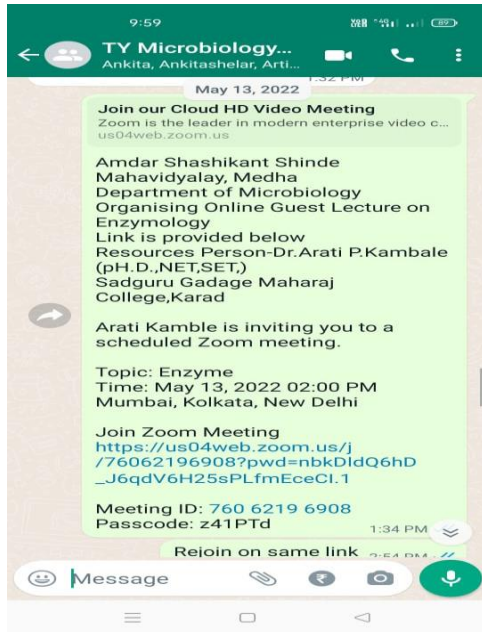 9:59
TY Microbiology...
Ankita, Ankitashelar, Arti...
1:32 PM
May 13, 2022
Join our Cloud HD Video Meeting
Zoom is the leader in modern enterprise video c...
us04web.zoom.us
Amdar Shashikant Shinde
Mahavidyalay, Medha
Department of Microbiology
Organising Online Guest Lecture on
Enzymology
Link is provided below
Resources Person-Dr.Arati P.Kambale
(pH.D.,NET,SET,)
Sadguru Gadage Maharaj
College,Karad
Arati Kamble is inviting you to a
scheduled Zoom meeting.
Topic: Enzyme
Time: May 13, 2022 02:00 PM
Mumbai, Kolkata, New Delhi
Join Zoom Meeting
https://us04web.zoom.us/j
/76062196908?pwd=nbkDldQ6hD
_J6qdV6H25sPLfmEceCI.1
Meeting ID: 760 6219 6908
Passcode: z41PTd
1:34 PM
Rejoin on same link
Message